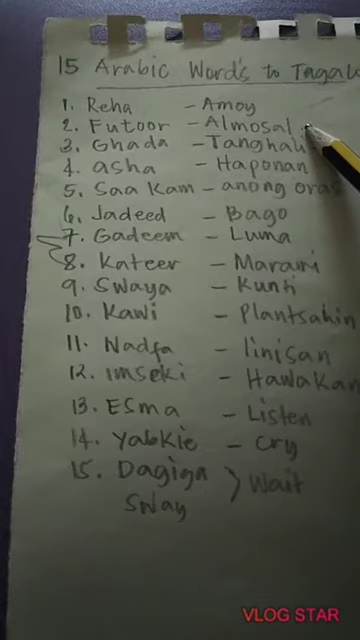 15 Arabic Word's to Tagal
1. Reha - Amoy
2. Futoor - Almosal
3. Ghada - Tanghali
4. asha - Haponan
5. Saa Kam - anong oras
6. Jadeed - Bago
7. Gadeem - Luma
8. Kateer - Marami
9. Swaya - Kunti
10. Kawi - Plantsahin
11. Nadfa - linisan
12. imseki - Hawakan
13. Esma - Listen
14. Yabkie - Cry
15. Dagiga } Wait
Sway
VLOG STAR